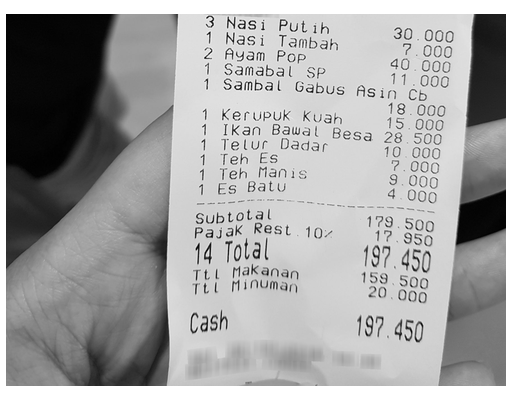 3 Nasi Putih 30.000
1 Nasi Tambah 7.000
2 Ayam Pop 40.000
1 Samabal SP 11.000
1 Sambal Gabus Asin Cb
18.000
1 Kerupuk Kuah 15.000
1 Ikan Bawal Besa 28.500
1 Telur Dadar 10.000
1 Teh Es 7.000
1 Teh Manis 9.000
1 Es Batu 4.000
Subtotal 179.500
Pajak Rest 10% 17.950
14 Total 197.450
Ttl Makanan 159.500
Ttl Minuman 20.000
Cash 197.450